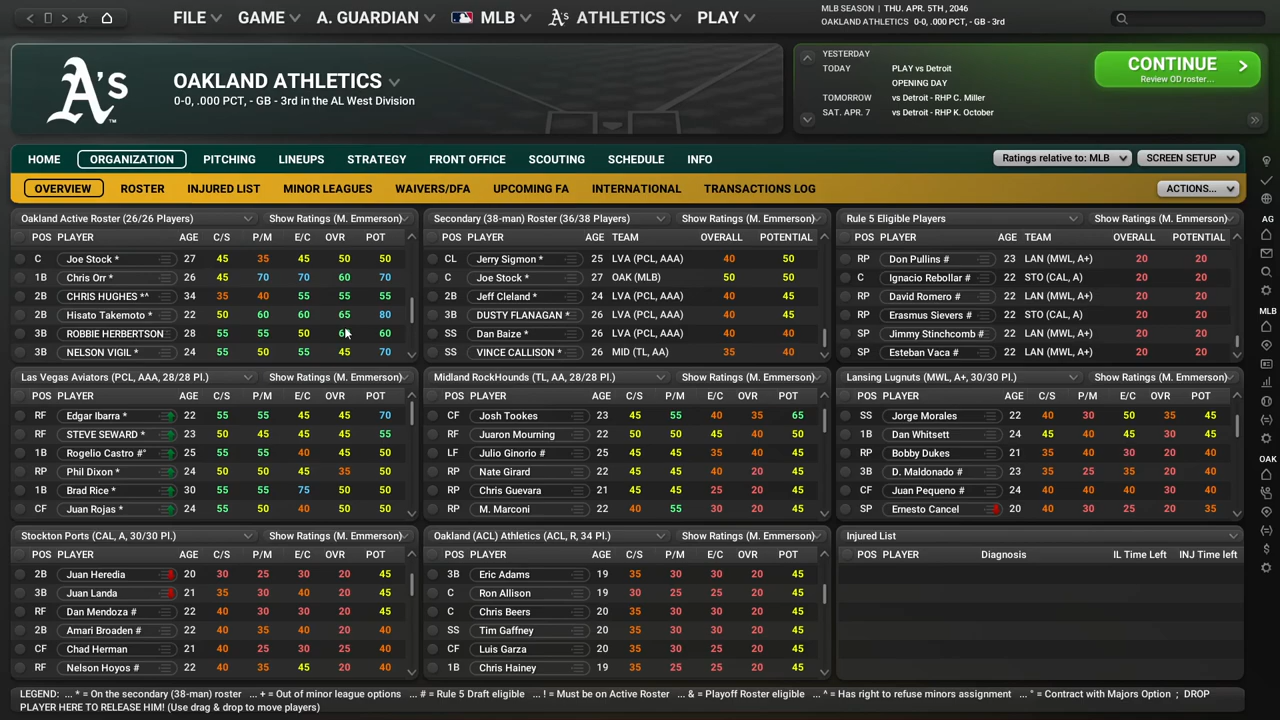 FILE GAME A. GUARDIAN MLB A's ATHLETICS PLAY
MLB SEASON | THU. APR. 5TH , 2046
OAKLAND ATHLETICS 0-0, .000 PCT, - GB - 3rd
A's
OAKLAND ATHLETICS
0-0, .000 PCT, - GB - 3rd in the AL West Division
YESTERDAY
TODAY PLAY vs Detroit
OPENING DAY
TOMORROW vs Detroit - RHP C. Miller
SAT. APR. 7 vs Detroit - RHP K. October
CONTINUE
Review OD roster...
HOME ORGANIZATION PITCHING LINEUPS STRATEGY FRONT OFFICE SCOUTING SCHEDULE INFO Ratings relative to: MLB SCREEN SETUP
OVERVIEW ROSTER INJURED LIST MINOR LEAGUES WAIVERS/DFA UPCOMING FA INTERNATIONAL TRANSACTIONS LOG ACTIONS...
Oakland Active Roster (26/26 Players) Show Ratings (M. Emmerson)
POS PLAYER AGE C/S P/M E/C OVR POT
C Joe Stock * 27 45 35 45 50 50
1B Chris Orr * 26 45 70 70 60 70
2B CHRIS HUGHES *^ 34 35 40 55 55 55
2B Hisato Takemoto * 22 50 60 60 65 80
3B ROBBIE HERBERTSON 28 55 55 50 60
3B NELSON VIGIL * 24 55 50 55 45 70
Secondary (38-man) Roster (36/38 Players) Show Ratings (M. Emmerson)
POS PLAYER AGE TEAM OVERALL POTENTIAL
CL Jerry Sigmon * 25 LVA (PCL, AAA) 40 50
C Joe Stock * 27 OAK (MLB) 50 50
2B Jeff Cleland * 24 LVA (PCL, AAA) 40 45
3B DUSTY FLANAGAN * 26 LVA (PCL, AAA) 40 45
SS Dan Baize * 26 LVA (PCL, AAA) 40 40
SS VINCE CALLISON * 26 MID (TL, AA) 35 40
Rule 5 Eligible Players Show Ratings (M. Emmerson)
POS PLAYER AGE TEAM OVERALL POTENTIAL
RP Don Pullins # 23 LAN (MWL, A+) 20 20
C Ignacio Rebollar # 22 STO (CAL, A) 20 20
RP David Romero # 22 LAN (MWL, A+) 20 20
RP Erasmus Sievers # 22 STO (CAL, A) 20 20
SP Jimmy Stinchcomb # 22 LAN (MWL, A+) 20 20
SP Esteban Vaca # 22 LAN (MWL, A+) 20 20
Las Vegas Aviators (PCL, AAA, 28/28 Pl.) Show Ratings (M. Emmerson)
POS PLAYER AGE C/S P/M E/C OVR POT
RF Edgar Ibarra * 22 55 55 45 45 70
RF STEVE SEWARD * 23 50 45 45 45 55
1B Rogelio Castro #° 25 55 55 40 45 50
RP Phil Dixon * 24 50 50 45 35 50
1B Brad Rice * 30 55 55 75 50 50
CF Juan Rojas * 24 55 50 40 50 50
Midland RockHounds (TL, AA, 28/28 Pl.) Show Ratings (M. Emmerson)
POS PLAYER AGE C/S P/M E/C OVR POT
CF Josh Tookes 23 45 55 40 35 65
RF Juaron Mourning 22 50 50 45 40 50
LF Julio Ginorio # 25 45 45 35 40 45
RP Nate Girard 22 45 45 40 20 45
RP Chris Guevara 21 45 45 25 20 45
RP M. Marconi 22 40 55 30 20 45
Lansing Lugnuts (MWL, A+, 30/30 Pl.) Show Ratings (M. Emmerson)
POS PLAYER AGE C/S P/M E/C OVR POT
SS Jorge Morales 22 40 30 50 35 45
1B Dan Whitsett 24 45 40 45 30 45
RP Bobby Dukes 21 35 40 30 20 40
3B D. Maldonado # 23 35 25 35 20 40
CF Juan Pequeno # 24 40 40 40 20 40
SP Ernesto Cancel 20 40 30 25 20 35
Stockton Ports (CAL, A, 30/30 Pl.) Show Ratings (M. Emmerson)
POS PLAYER AGE C/S P/M E/C OVR POT
2B Juan Heredia 20 30 25 30 20 45
3B Juan Landa 21 35 30 40 20 45
RF Dan Mendoza # 22 40 30 30 20 45
2B Amari Broaden # 22 40 35 40 20 40
CF Chad Herman 21 40 25 30 25 40
RF Nelson Hoyos # 22 40 35 45 20 40
Oakland (ACL) Athletics (ACL, R, 34 Pl.) Show Ratings (M. Emmerson)
POS PLAYER AGE C/S P/M E/C OVR POT
3B Eric Adams 19 35 30 30 20 45
C Ron Allison 19 30 25 25 20 45
C Chris Beers 20 35 30 30 20 45
SS Tim Gaffney 20 35 30 30 20 45
CF Luis Garza 20 35 30 35 20 45
1B Chris Hainey 19 35 25 25 20 45
Injured List
POS PLAYER Diagnosis IL Time Left INJ Time left
AG
MLB
OAK
LEGEND: ... * = On the secondary (38-man) roster ... + = Out of minor league options ... # = Rule 5 Draft eligible ... ! = Must be on Active Roster ... & = Playoff Roster eligible ... ^ = Has right to refuse minors assignment ... ° = Contract with Majors Option ; DROP
PLAYER HERE TO RELEASE HIM! (Use drag & drop to move players)